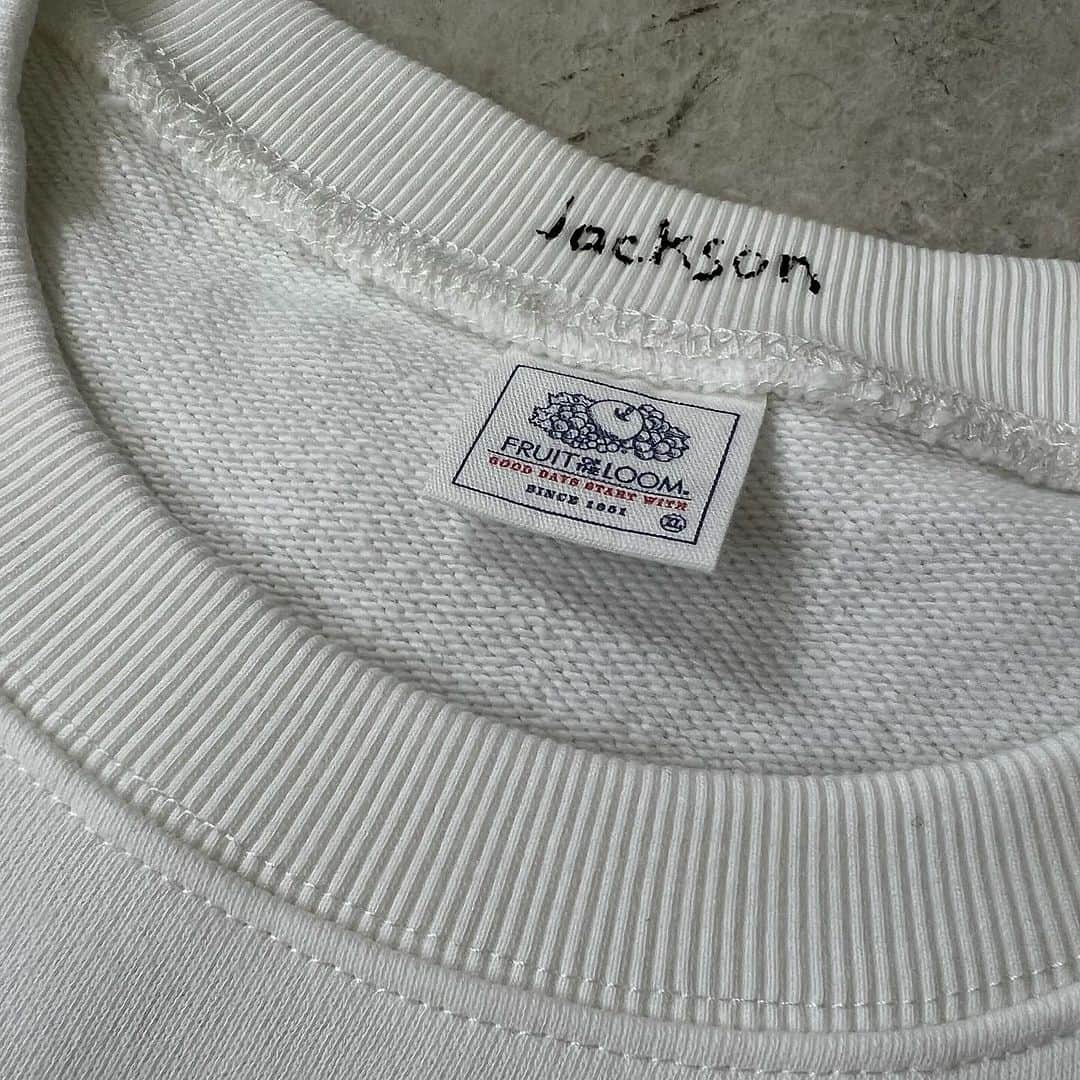 Jackson
FRUIT OF THE LOOM®
GOOD DAYS START WITH
SINCE 1851
XL